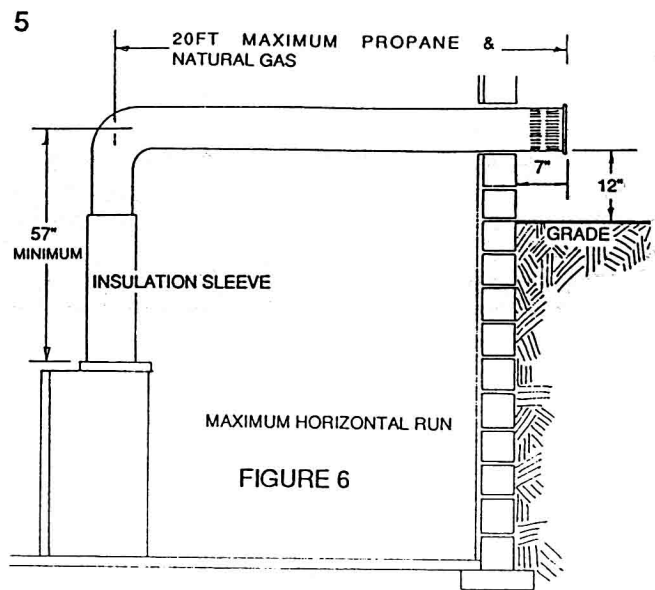 5
20FT MAXIMUM PROPANE &
NATURAL GAS
7"
12"
57"
MINIMUM
GRADE
INSULATION SLEEVE
MAXIMUM HORIZONTAL RUN
FIGURE 6